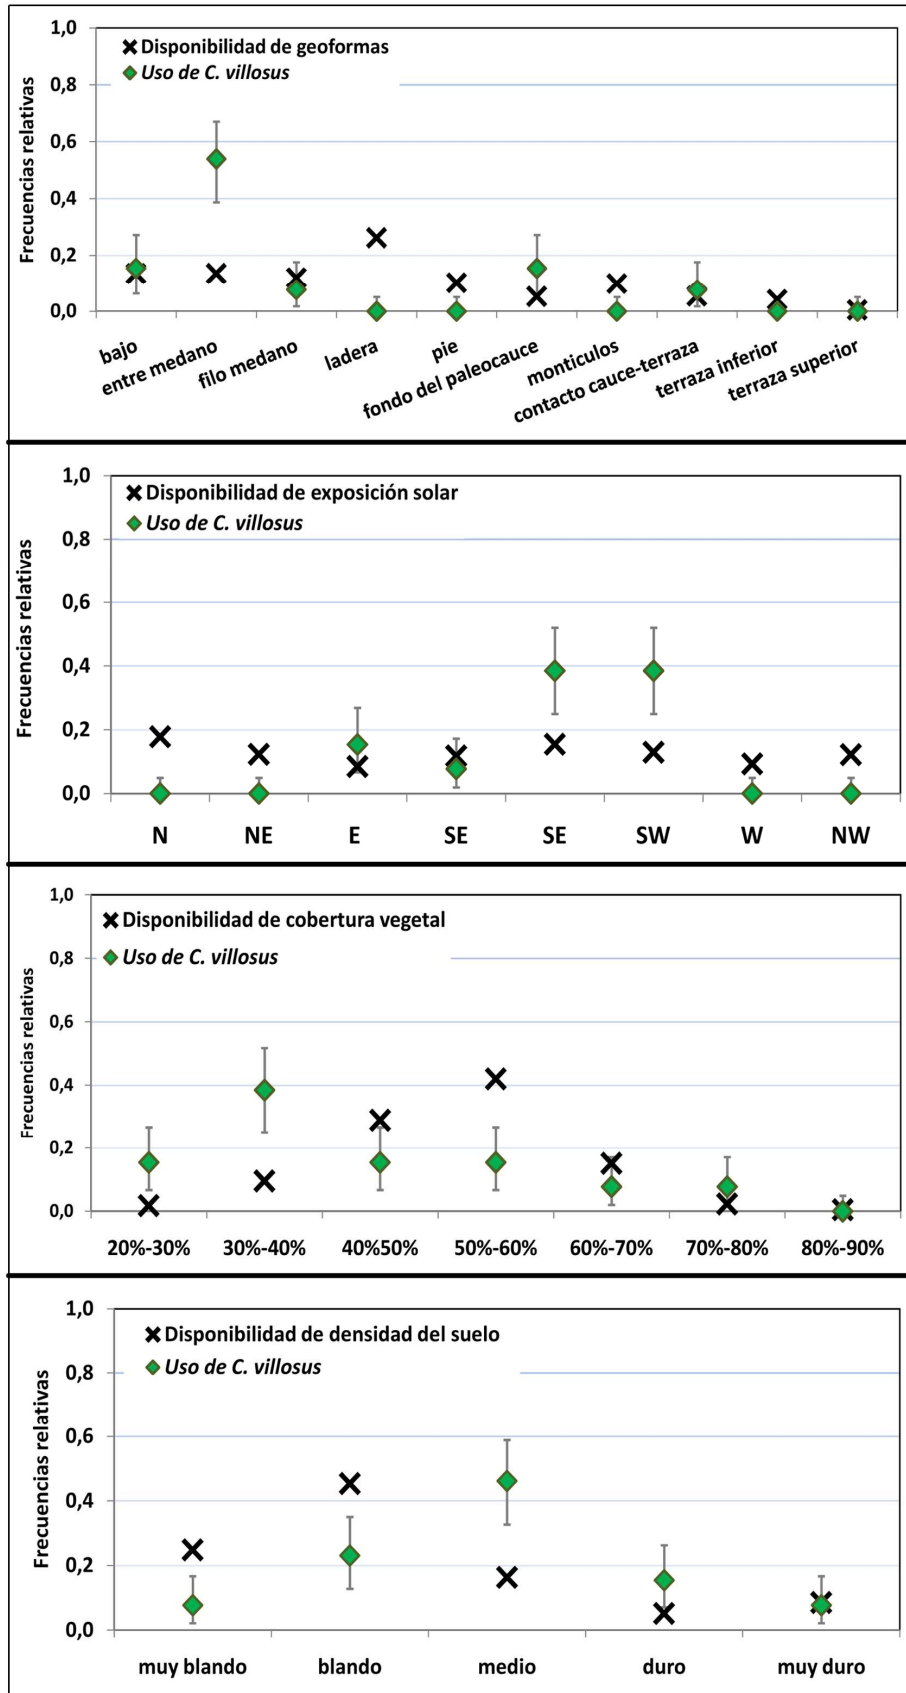 Frecuencias relativas
1,0
0,8
0,6
0,4
0,2
0,0
Disponibilidad de geoformas
Uso de C. villosus
bajo
entre medano
filo medano
ladera
pie
fondo del paleocauce
monticulos
contacto cauce-terraza
terraza inferior
terraza superior
Frecuencias relativas
1,0
0,8
0,6
0,4
0,2
0,0
Disponibilidad de exposición solar
Uso de C. villosus
N NE E SE SE SW W NW
Frecuencias relativas
1,0
0,8
0,6
0,4
0,2
0,0
Disponibilidad de cobertura vegetal
Uso de C. villosus
20%-30% 30%-40% 40%50% 50%-60% 60%-70% 70%-80% 80%-90%
Frecuencias relativas
1,0
0,8
0,6
0,4
0,2
0,0
Disponibilidad de densidad del suelo
Uso de C. villosus
muy blando blando medio duro muy duro